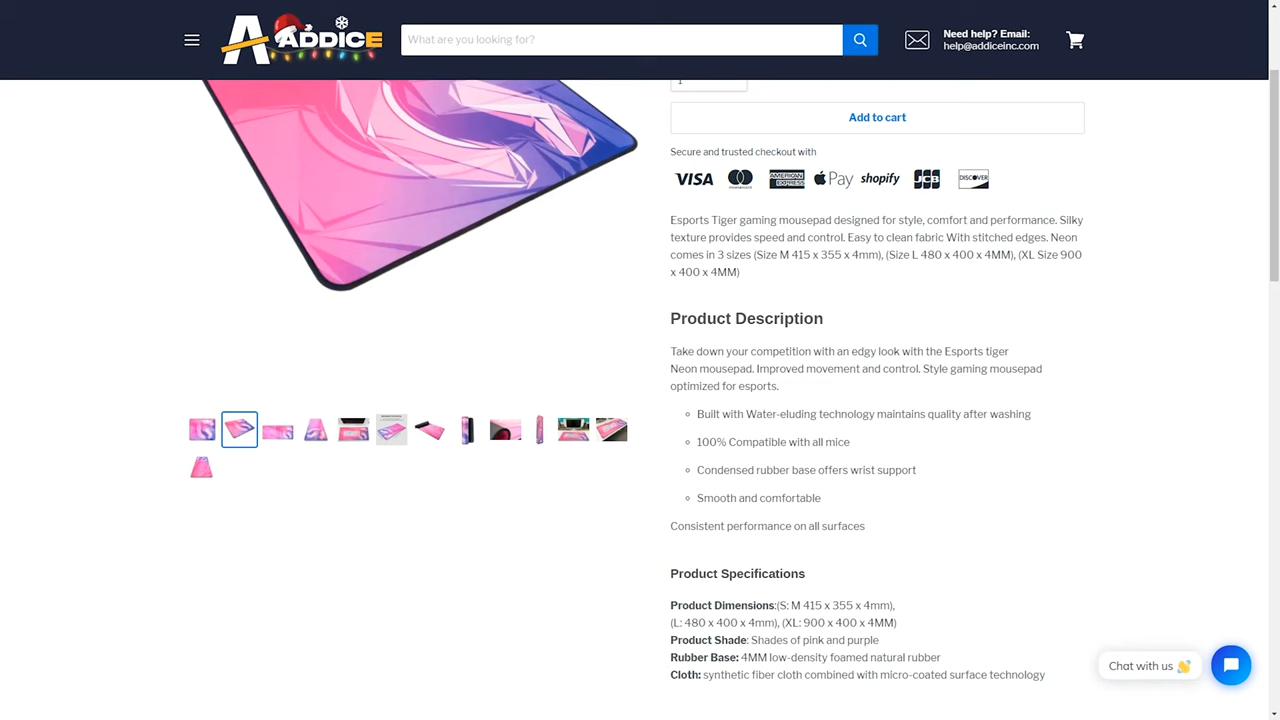 ADDICE
What are you looking for?
Need help? Email:
help@addiceinc.com
1
Add to cart
Secure and trusted checkout with
VISA mastercard AMERICAN EXPRESS Pay shopify JCB DISCOVER
Esports Tiger gaming mousepad designed for style, comfort and performance. Silky
texture provides speed and control. Easy to clean fabric With stitched edges. Neon
comes in 3 sizes (Size M 415 x 355 x 4mm), (Size L 480 x 400 x 4MM), (XL Size 900
x 400 x 4MM)
Product Description
Take down your competition with an edgy look with the Esports tiger
Neon mousepad. Improved movement and control. Style gaming mousepad
optimized for esports.
Built with Water-eluding technology maintains quality after washing
100% Compatible with all mice
Condensed rubber base offers wrist support
Smooth and comfortable
Consistent performance on all surfaces
Product Specifications
Product Dimensions:(S: M 415 x 355 x 4mm),
(L: 480 x 400 x 4mm), (XL: 900 x 400 x 4MM)
Product Shade: Shades of pink and purple
Rubber Base: 4MM low-density foamed natural rubber
Cloth: synthetic fiber cloth combined with micro-coated surface technology
Chat with us 👋